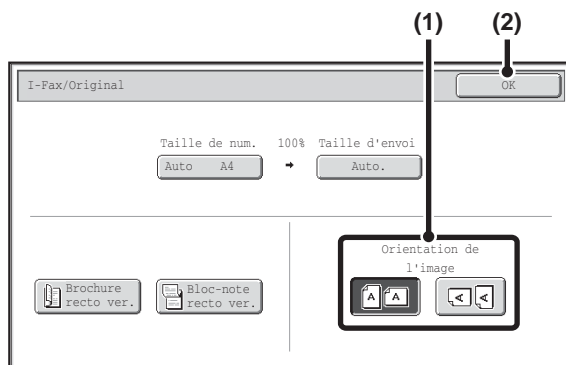 (1) (2)
I-Fax/Original OK
Taille de num. 100% Taille d'envoi
Auto A4 Auto.
Orientation de
l'image
Brochure
recto ver.
Bloc-note
recto ver.
A A A A